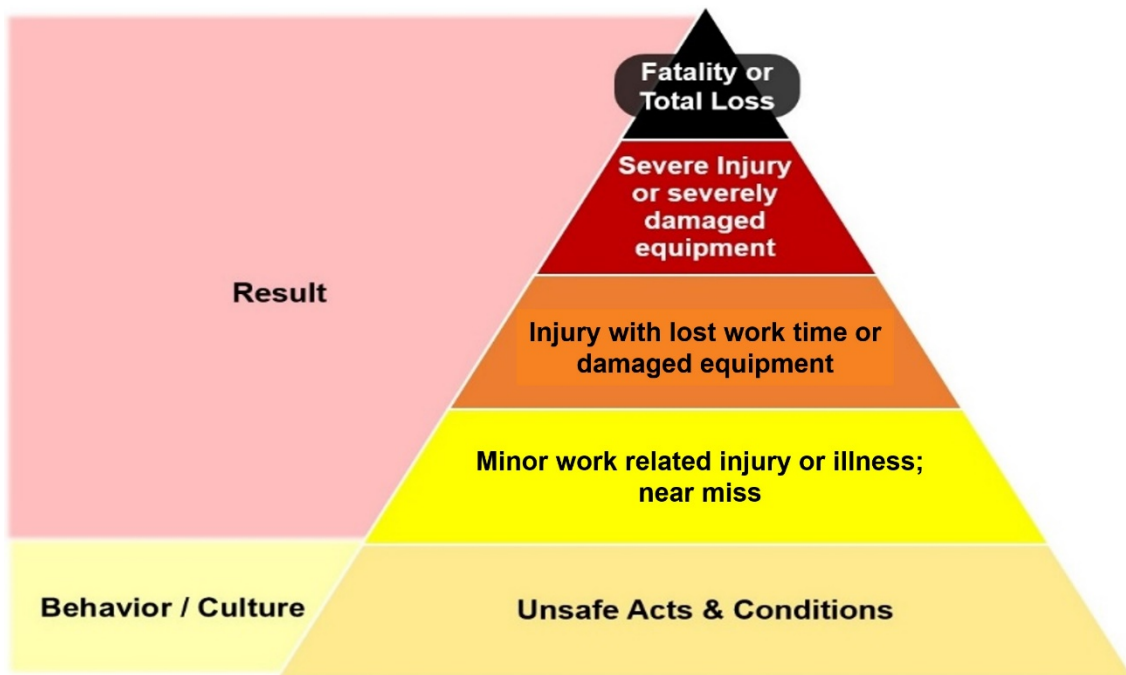 Fatality or
Total Loss
Severe Injury
or severely
damaged
equipment
Result
Injury with lost work time or
damaged equipment
Minor work related injury or illness;
near miss
Behavior / Culture
Unsafe Acts & Conditions